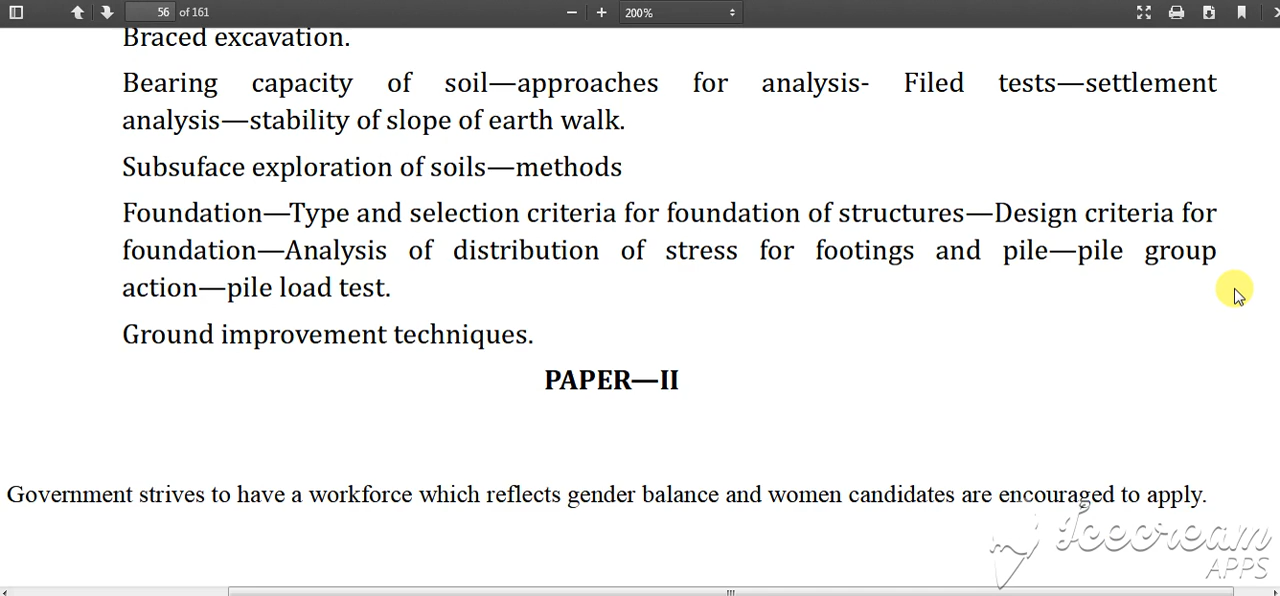 56 of 161
200%
Braced excavation.
Bearing capacity of soil—approaches for analysis- Filed tests—settlement
analysis—stability of slope of earth walk.
Subsuface exploration of soils—methods
Foundation—Type and selection criteria for foundation of structures—Design criteria for
foundation—Analysis of distribution of stress for footings and pile—pile group
action—pile load test.
Ground improvement techniques.
PAPER—II
Government strives to have a workforce which reflects gender balance and women candidates are encouraged to apply.
Icecream
APPS